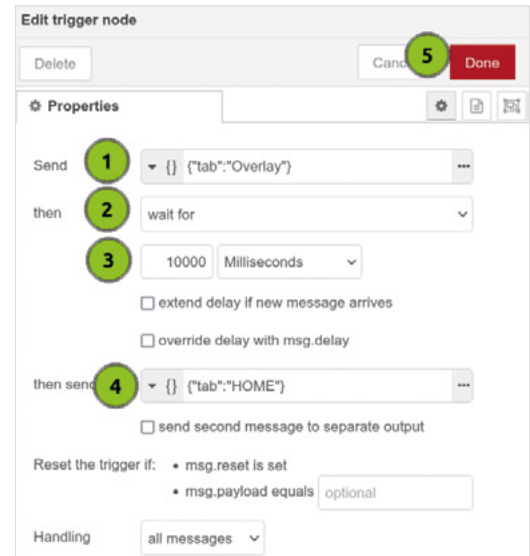 Edit trigger node
Delete
5
Done
Properties
Send 1 {} {"tab":"Overlay"} •••
then 2 wait for
3 10000 Milliseconds
extend delay if new message arrives
override delay with msg.delay
then send 4 {} {"tab":"HOME"} •••
send second message to separate output
Reset the trigger if: • msg.reset is set
• msg.payload equals optional
Handling all messages